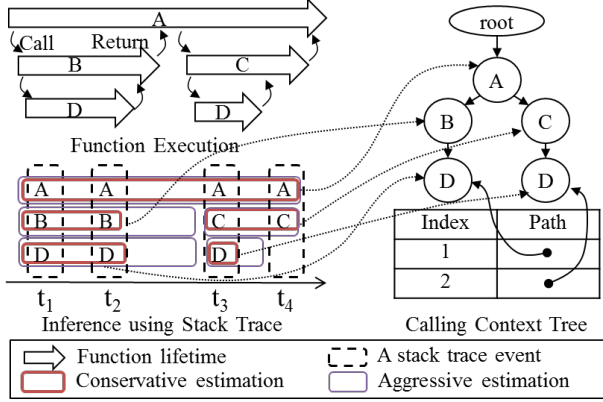 A
Call
Return
B
C
D
D
Function Execution
A A A A
B B C C
D D D
t1 t2 t3 t4
Inference using Stack Trace
root
A
B C
D D
Index Path
1
2
Calling Context Tree
Function lifetime
A stack trace event
Conservative estimation
Aggressive estimation